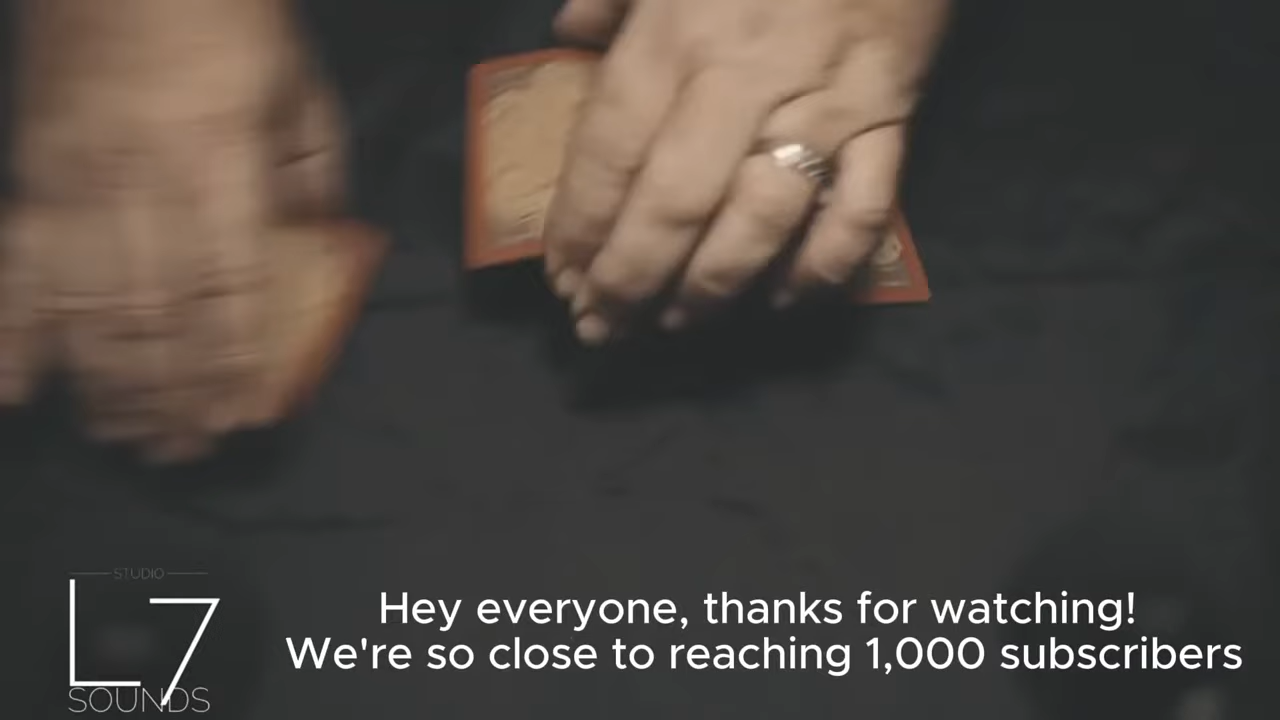 STUDIO
L7
SOUNDS
Hey everyone, thanks for watching!
We're so close to reaching 1,000 subscribers